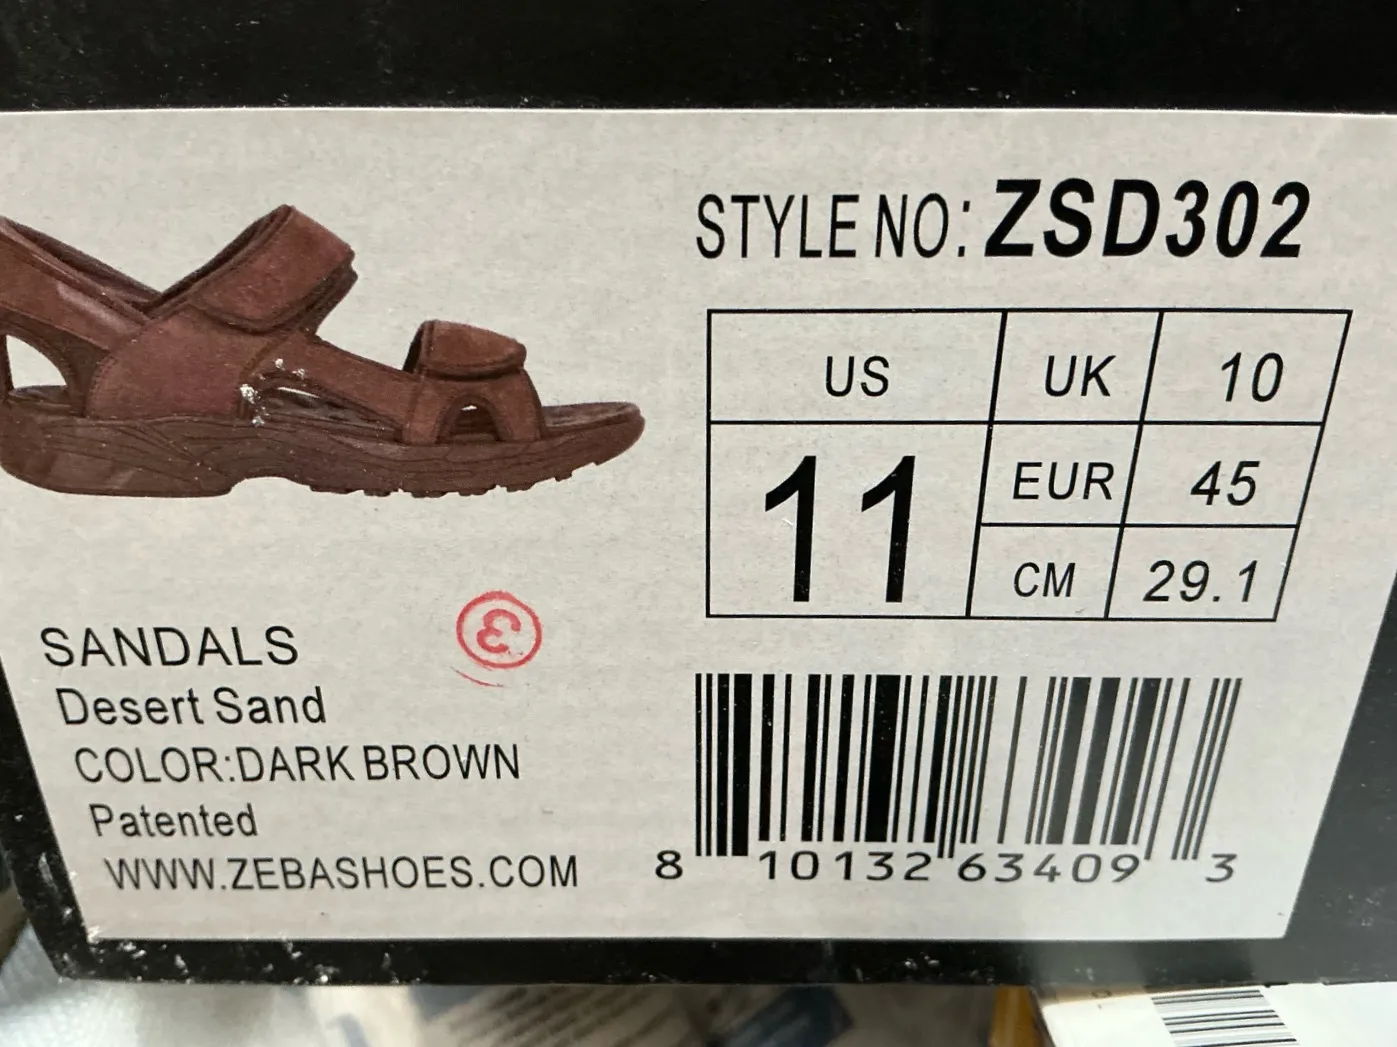 STYLE NO: ZSD302
US UK 10
11
EUR 45
CM 29.1
3
SANDALS
Desert Sand
COLOR:DARK BROWN
Patented
WWW.ZEBASHOES.COM
8 10132 63409 3